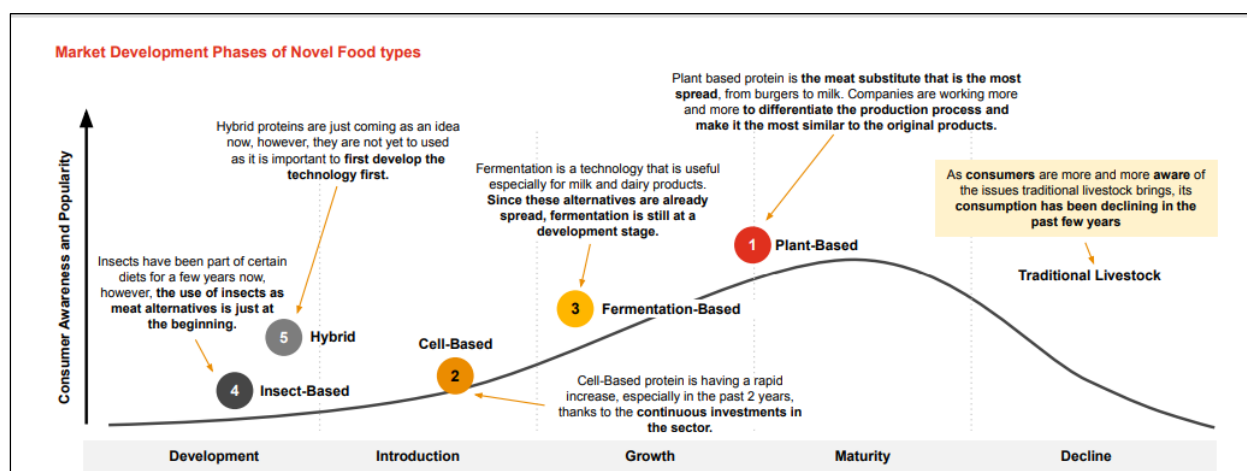 Market Development Phases of Novel Food types
Consumer Awareness and Popularity
Plant based protein is the meat substitute that is the most
spread, from burgers to milk. Companies are working more
and more to differentiate the production process and
make it the most similar to the original products.
Hybrid proteins are just coming as an idea
now, however, they are not yet to used
as it is important to first develop the
technology first.
Fermentation is a technology that is useful
especially for milk and dairy products.
Since these alternatives are already
spread, fermentation is still at a
development stage.
As consumers are more and more aware of
the issues traditional livestock brings, its
consumption has been declining in the
past few years
Insects have been part of certain
diets for a few years now,
however, the use of insects as
meat alternatives is just at
the beginning.
1 Plant-Based
Traditional Livestock
3 Fermentation-Based
5 Hybrid
Cell-Based
2
4 Insect-Based
Cell-Based protein is having a rapid
increase, especially in the past 2 years,
thanks to the continuous investments in
the sector.
Development Introduction Growth Maturity Decline